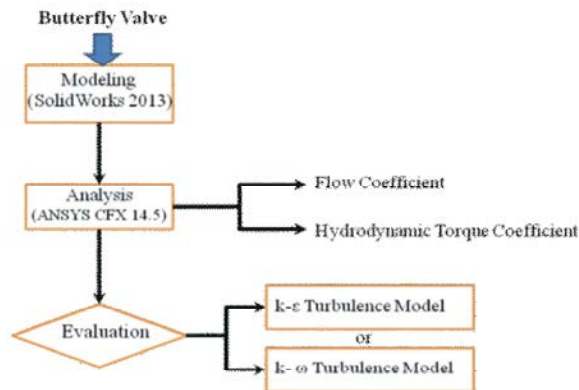 Butterfly Valve
Modeling
(SolidWorks 2013)
Analysis
(ANSYS CFX 14.5)
Flow Coefficient
Hydrodynamic Torque Coefficient
Evaluation
k-ε Turbulence Model
or
k- ω Turbulence Model